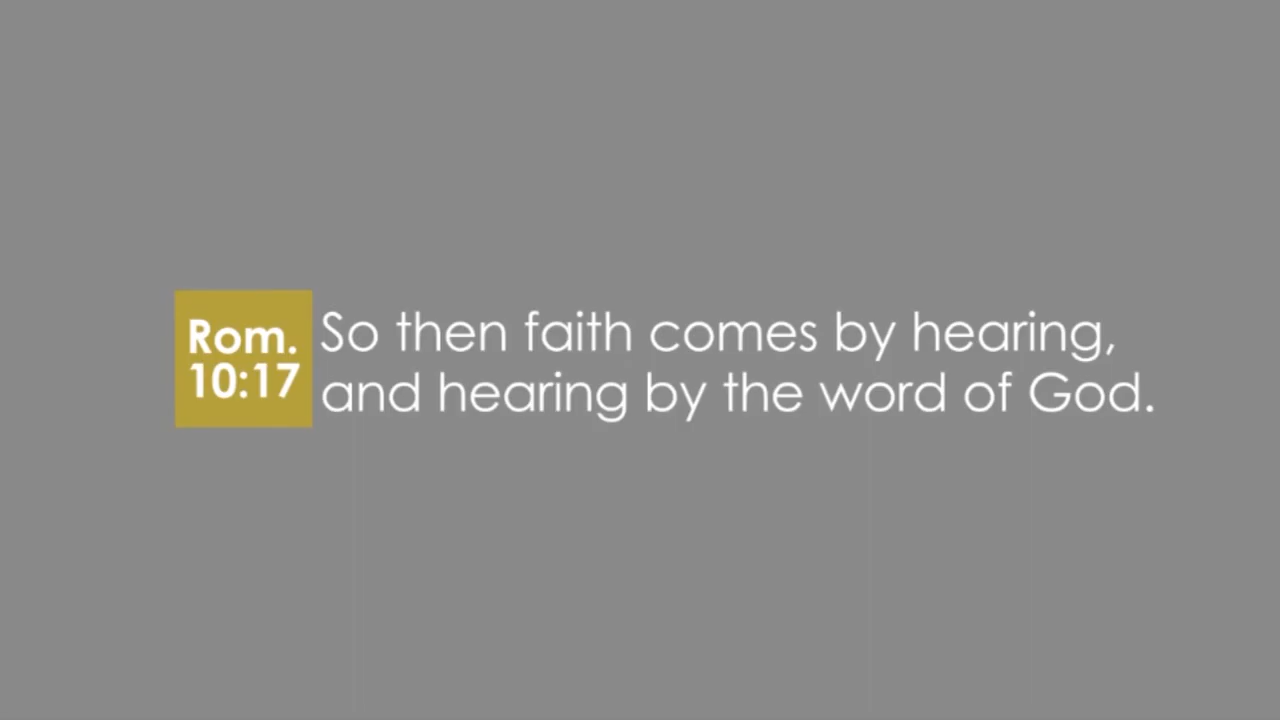 Rom.
10:17
So then faith comes by hearing,
and hearing by the word of God.